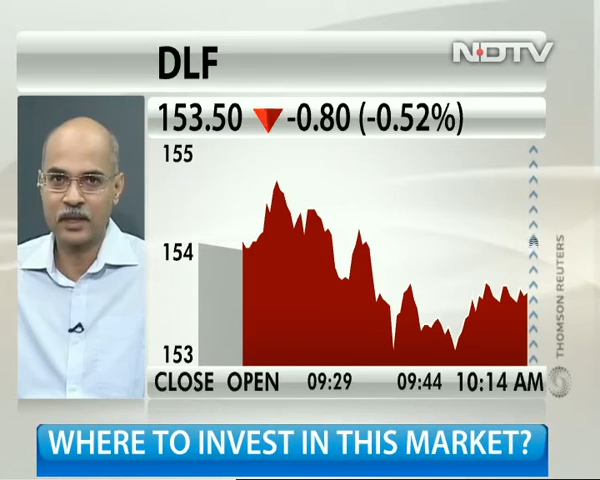 DLF
NDTV
153.50 -0.80 (-0.52%)
155
154
153
CLOSE OPEN 09:29 09:44 10:14 AM
THOMSON REUTERS
WHERE TO INVEST IN THIS MARKET?